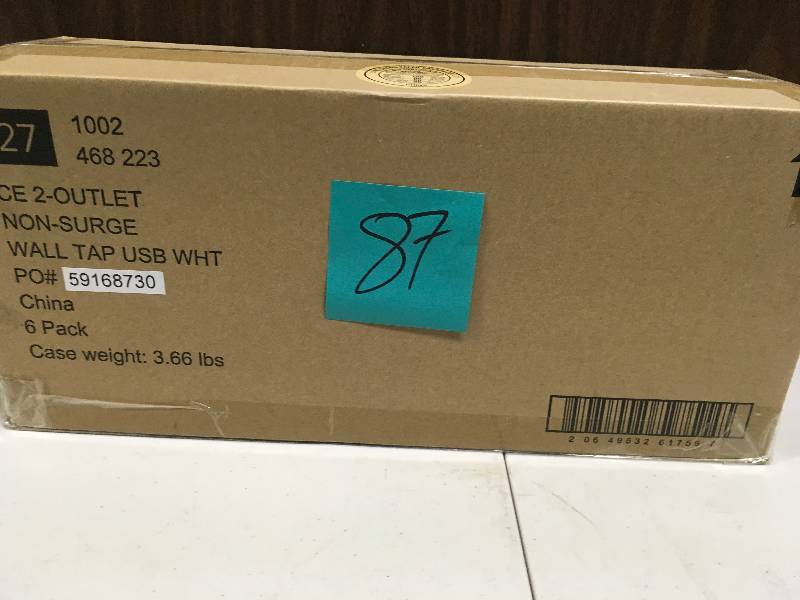 27
1002
468 223
CE 2-OUTLET
NON-SURGE
WALL TAP USB WHT
PO# 59168730
China
6 Pack
Case weight: 3.66 lbs
87